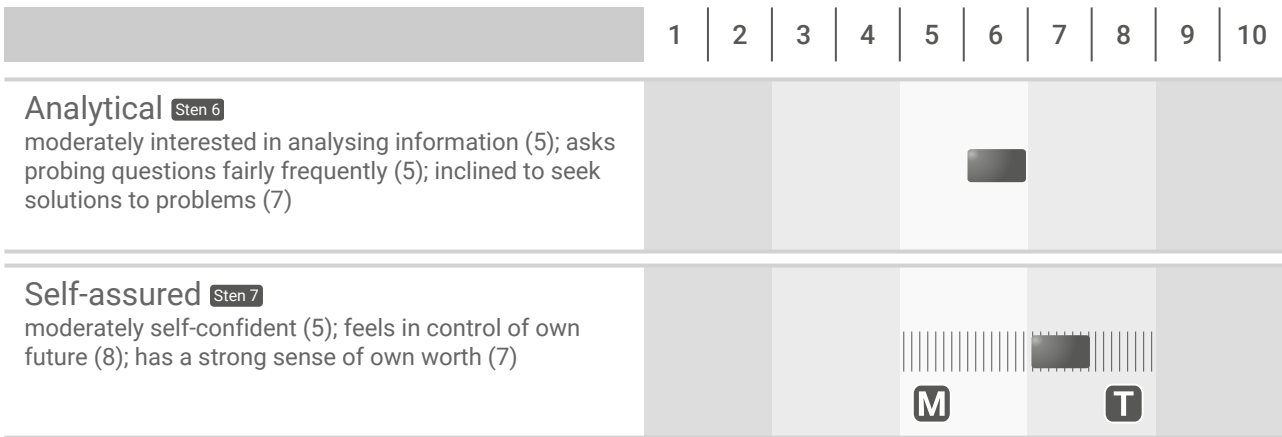 1 2 3 4 5 6 7 8 9 10
Analytical Sten 6
moderately interested in analysing information (5); asks
probing questions fairly frequently (5); inclined to seek
solutions to problems (7)
Self-assured Sten 7
moderately self-confident (5); feels in control of own
future (8); has a strong sense of own worth (7)
M T